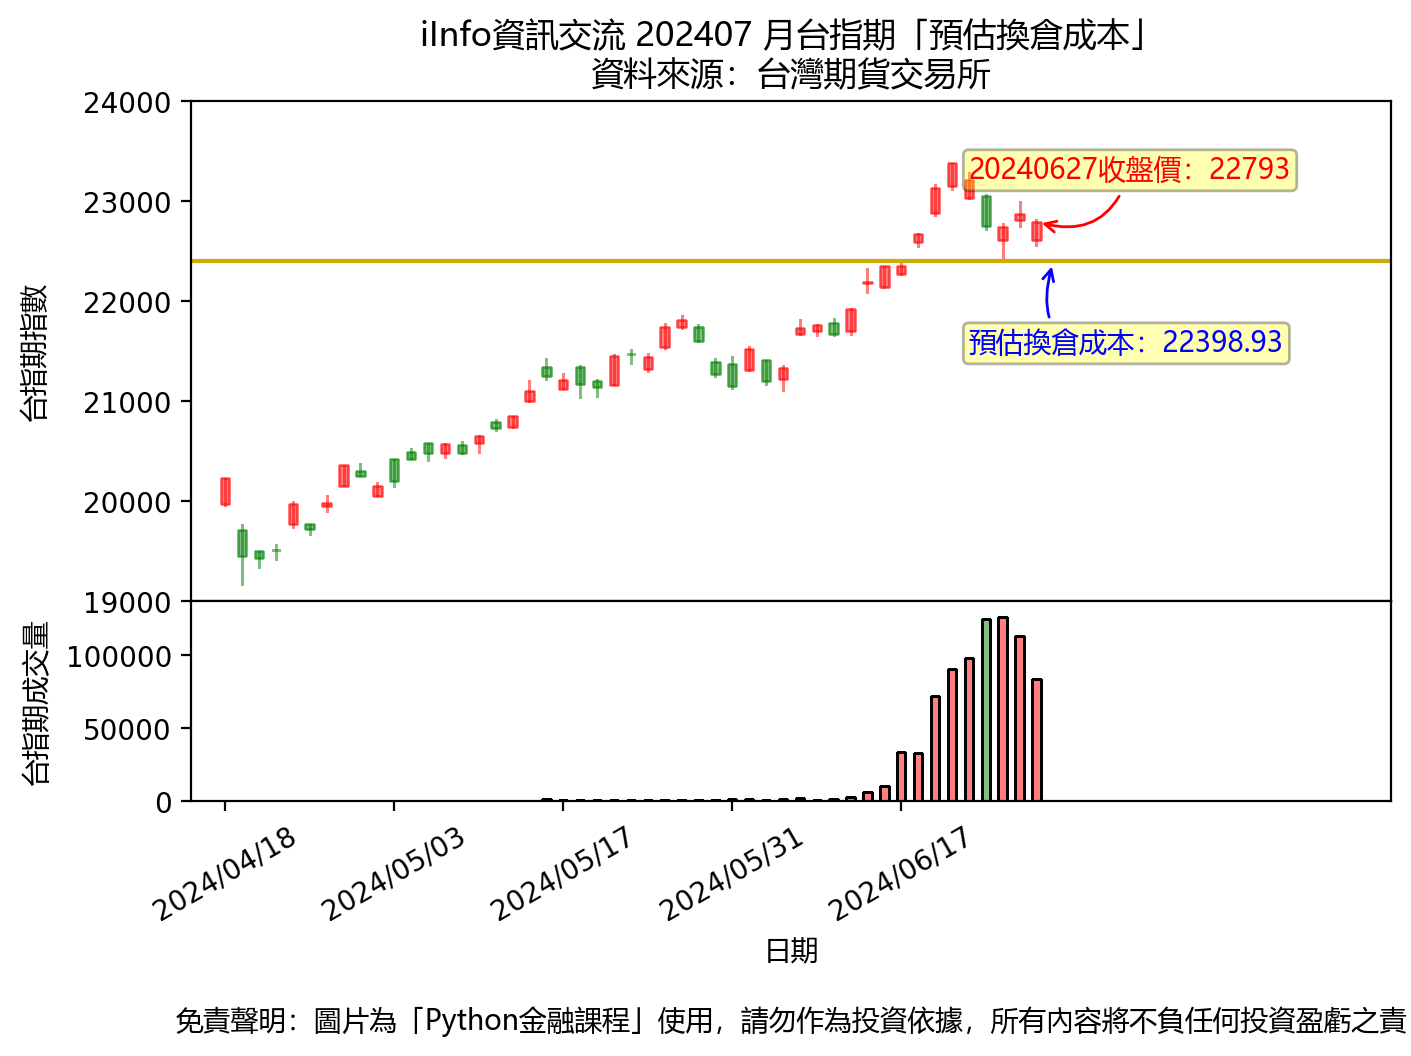 iInfo資訊交流 202407 月台指期「預估換倉成本」
資料來源：台灣期貨交易所
24000
23000
22000
21000
20000
19000
台指期指數
20240627收盤價：22793
預估換倉成本：22398.93
100000
50000
0
台指期成交量
2024/04/18
2024/05/03
2024/05/17
2024/05/31
2024/06/17
日期
免責聲明：圖片為「Python金融課程」使用，請勿作為投資依據，所有內容將不負任何投資盈虧之責